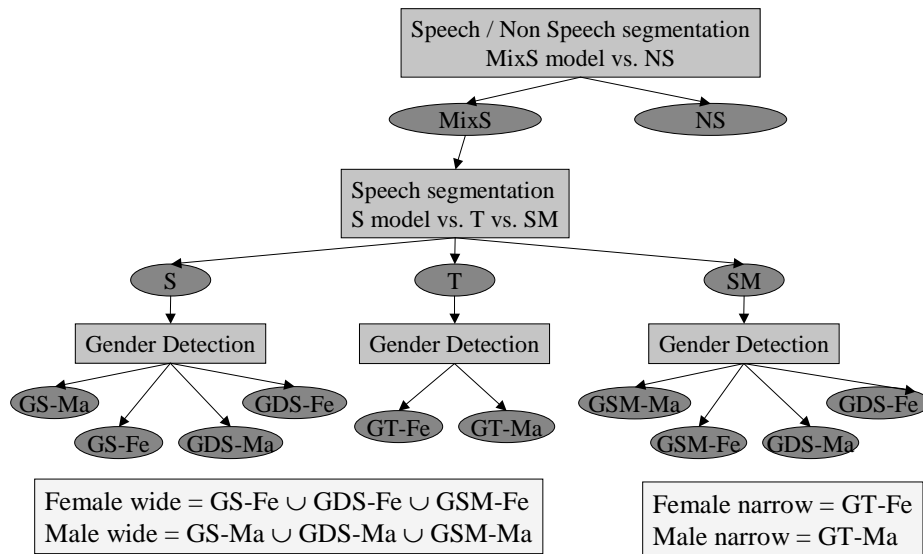 Speech / Non Speech segmentation
MixS model vs. NS
MixS
NS
Speech segmentation
S model vs. T vs. SM
S
T
SM
Gender Detection
Gender Detection
Gender Detection
GS-Ma
GDS-Fe
GS-Fe
GDS-Ma
GT-Fe
GT-Ma
GSM-Ma
GDS-Fe
GSM-Fe
GDS-Ma
Female wide = GS-Fe ∪ GDS-Fe ∪ GSM-Fe
Male wide = GS-Ma ∪ GDS-Ma ∪ GSM-Ma
Female narrow = GT-Fe
Male narrow = GT-Ma